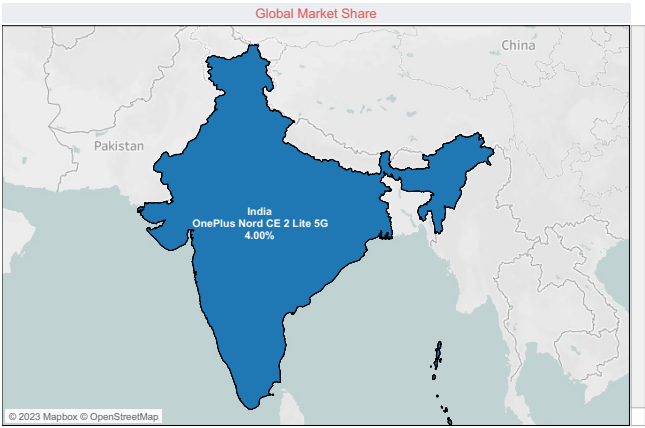 Global Market Share
China
Pakistan
India
OnePlus Nord CE 2 Lite 5G
4.00%
© 2023 Mapbox © OpenStreetMap